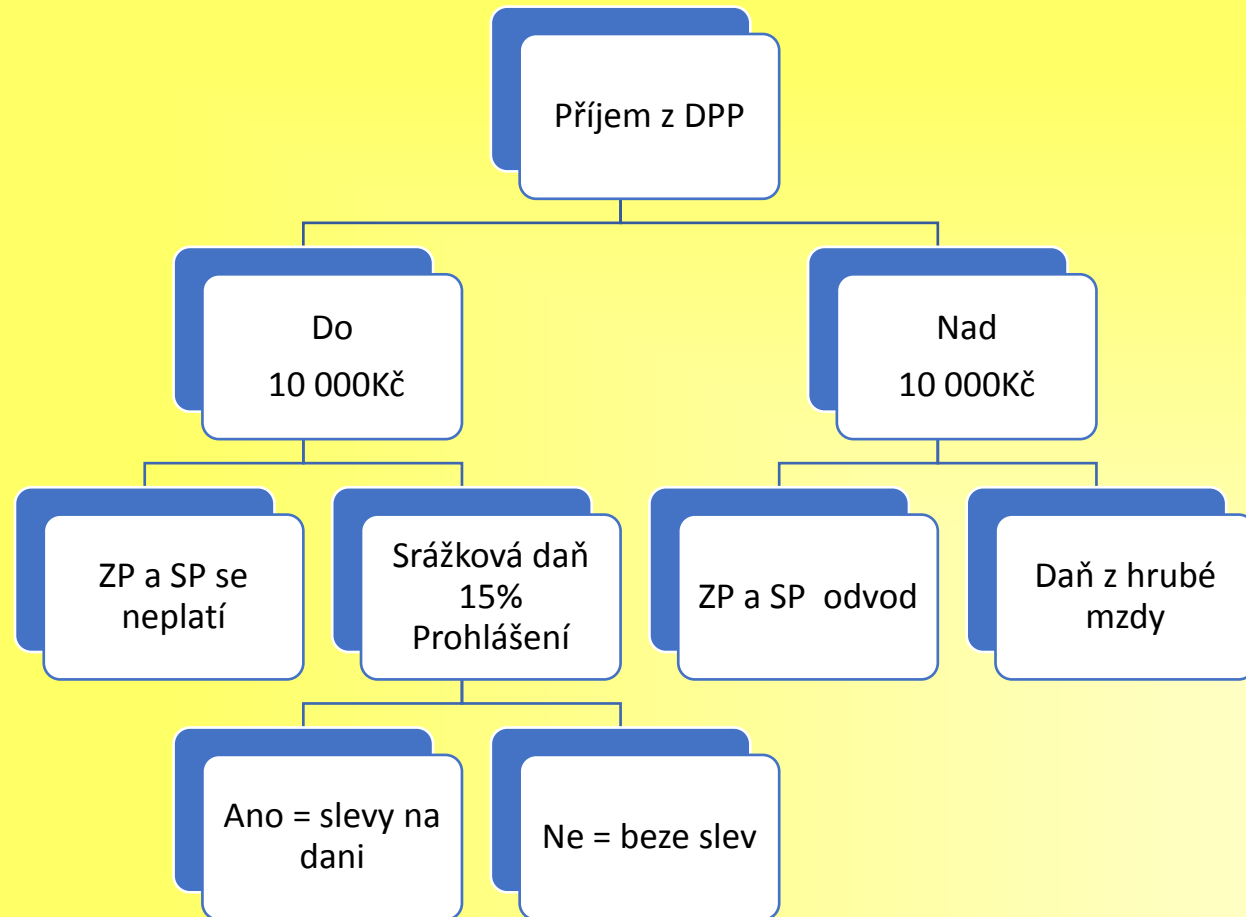 Příjem z DPP
Do
10 000Kč
Nad
10 000Kč
ZP a SP se
neplatí
Srážková daň
15%
Prohlášení
ZP a SP  odvod
Daň z hrubé
mzdy
Ano = slevy na
dani
Ne = beze slev